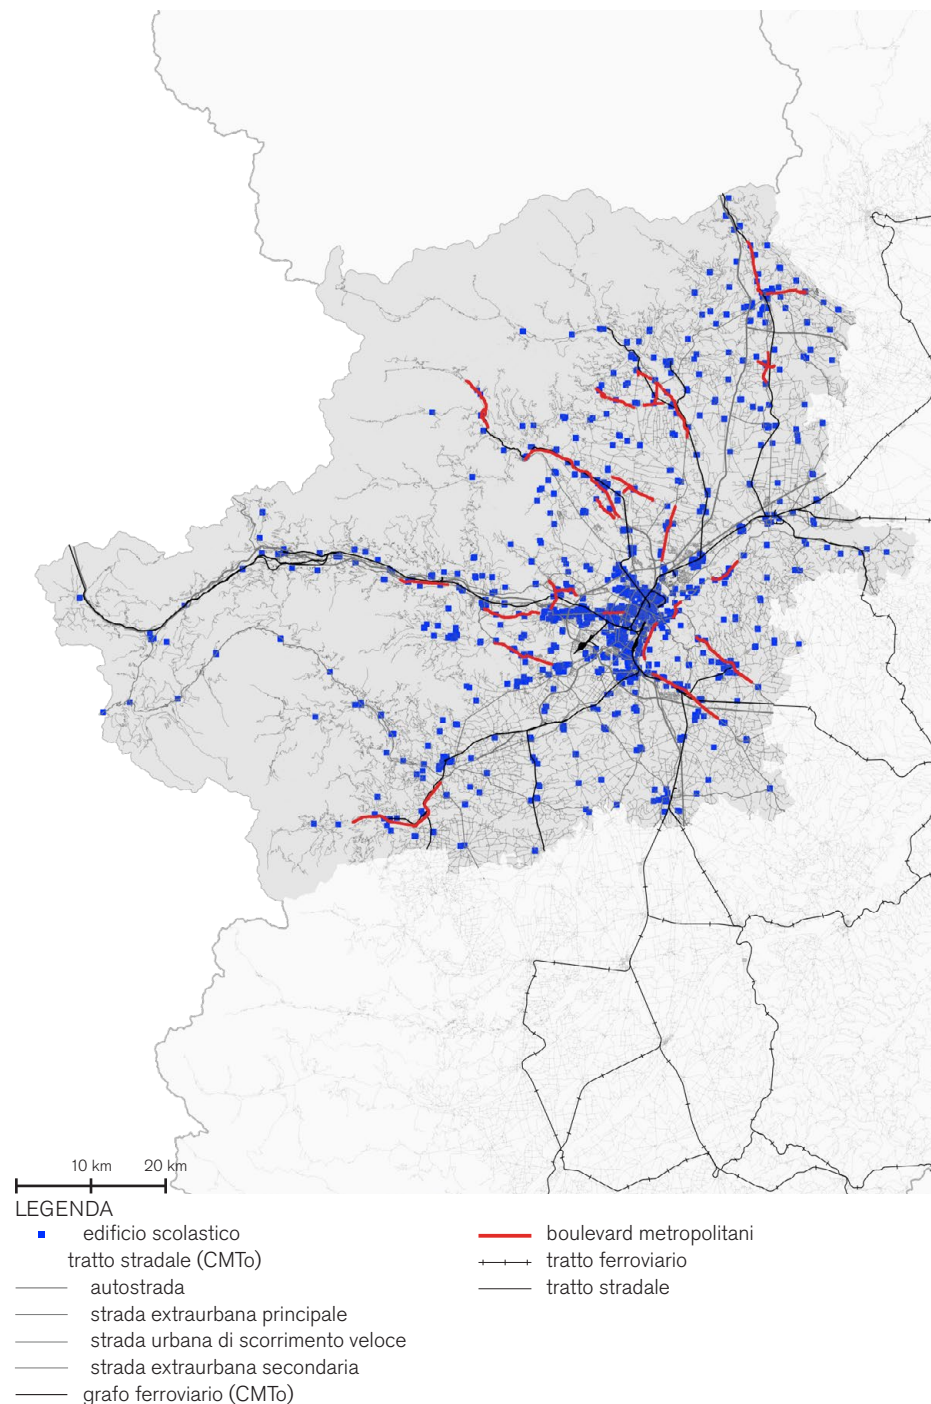 10 km 20 km
LEGENDA
edificio scolastico
tratto stradale (CMTo)
autostrada
strada extraurbana principale
strada urbana di scorrimento veloce
strada extraurbana secondaria
grafo ferroviario (CMTo)
boulevard metropolitani
tratto ferroviario
tratto stradale